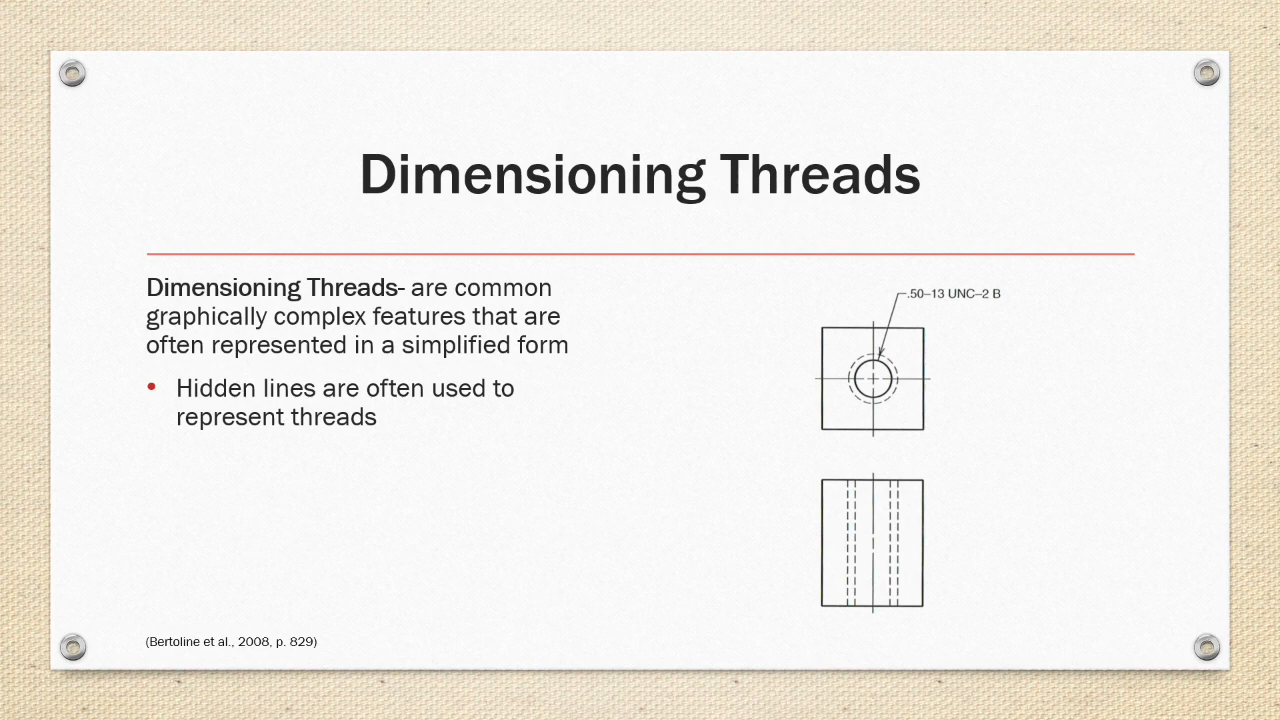 Dimensioning Threads
Dimensioning Threads- are common
graphically complex features that are
often represented in a simplified form
• Hidden lines are often used to
represent threads
.50–13 UNC–2 B
(Bertoline et al., 2008, p. 829)